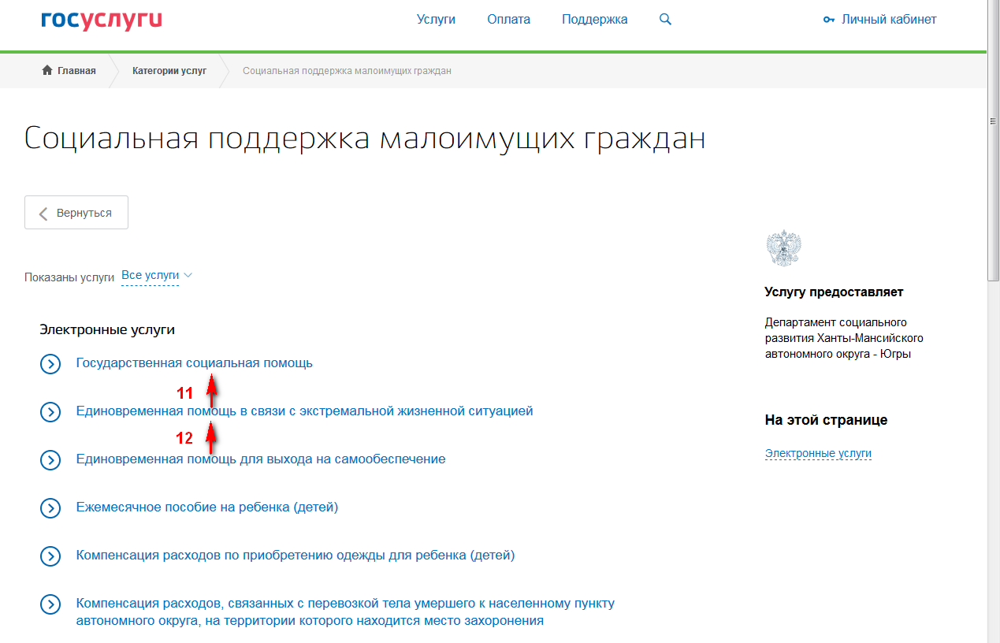 госуслуги
Услуги
Оплата
Поддержка
Личный кабинет
Главная
Категории услуг
Социальная поддержка малоимущих граждан
Социальная поддержка малоимущих граждан
Вернуться
Показаны услуги Все услуги
Услугу предоставляет
Департамент социального
развития Ханты-Мансийского
автономного округа - Югры
Электронные услуги
Государственная социальная помощь
11
Единовременная помощь в связи с экстремальной жизненной ситуацией
12
Единовременная помощь для выхода на самообеспечение
Ежемесячное пособие на ребенка (детей)
Компенсация расходов по приобретению одежды для ребенка (детей)
Компенсация расходов, связанных с перевозкой тела умершего к населенному пункту
автономного округа, на территории которого находится место захоронения
На этой странице
Электронные услуги